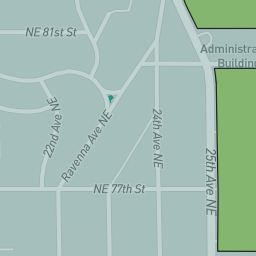 NE 81st St
Administra
Building
22nd Ave NE
Ravenna Ave NE
24th Ave NE
25th Ave NE
NE 77th St